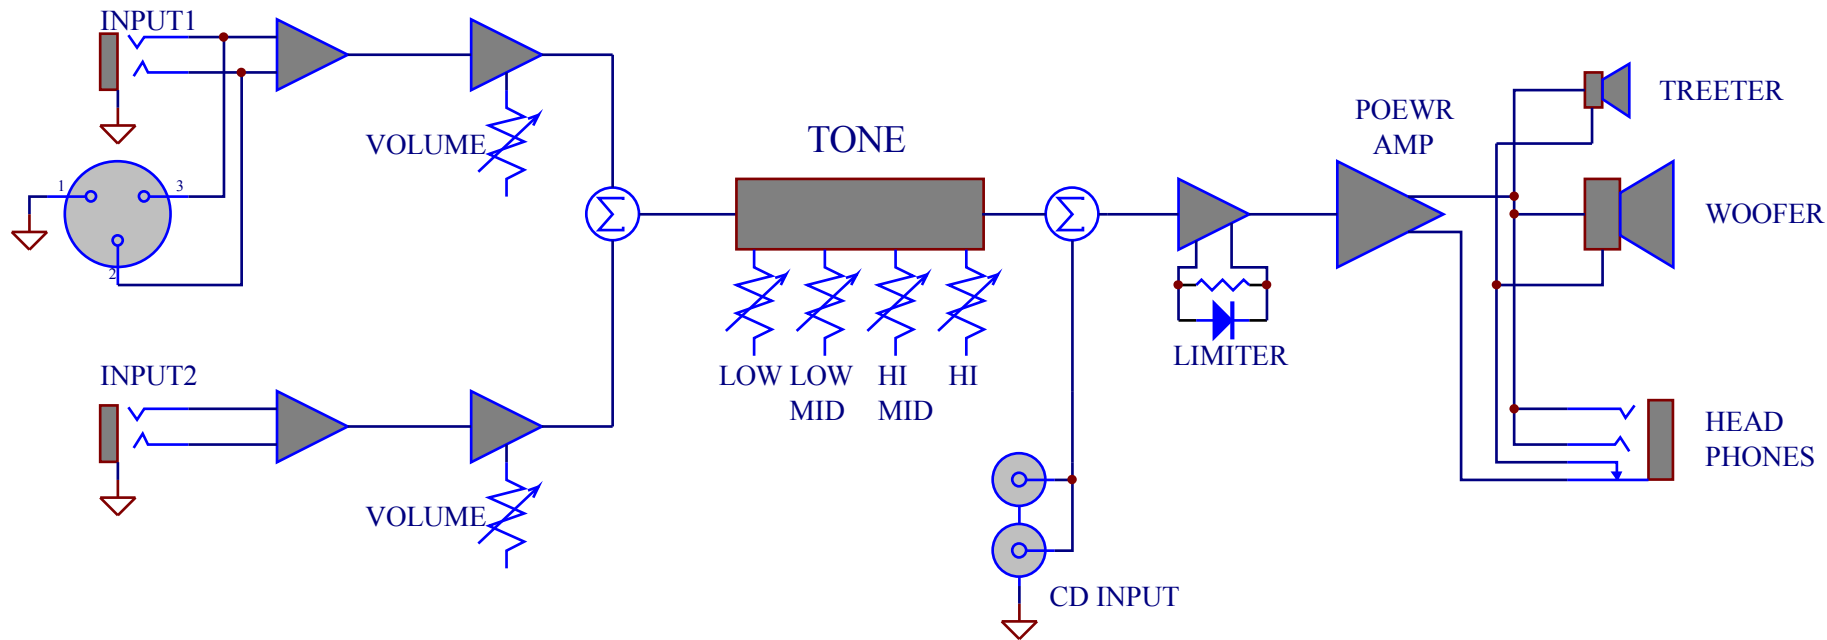 INPUT1
1
3
2
VOLUME
INPUT2
VOLUME
TONE
LOW
LOW
MID
HI
MID
HI
Σ
Σ
CD INPUT
LIMITER
POEWR
AMP
TREETER
WOOFER
HEAD
PHONES